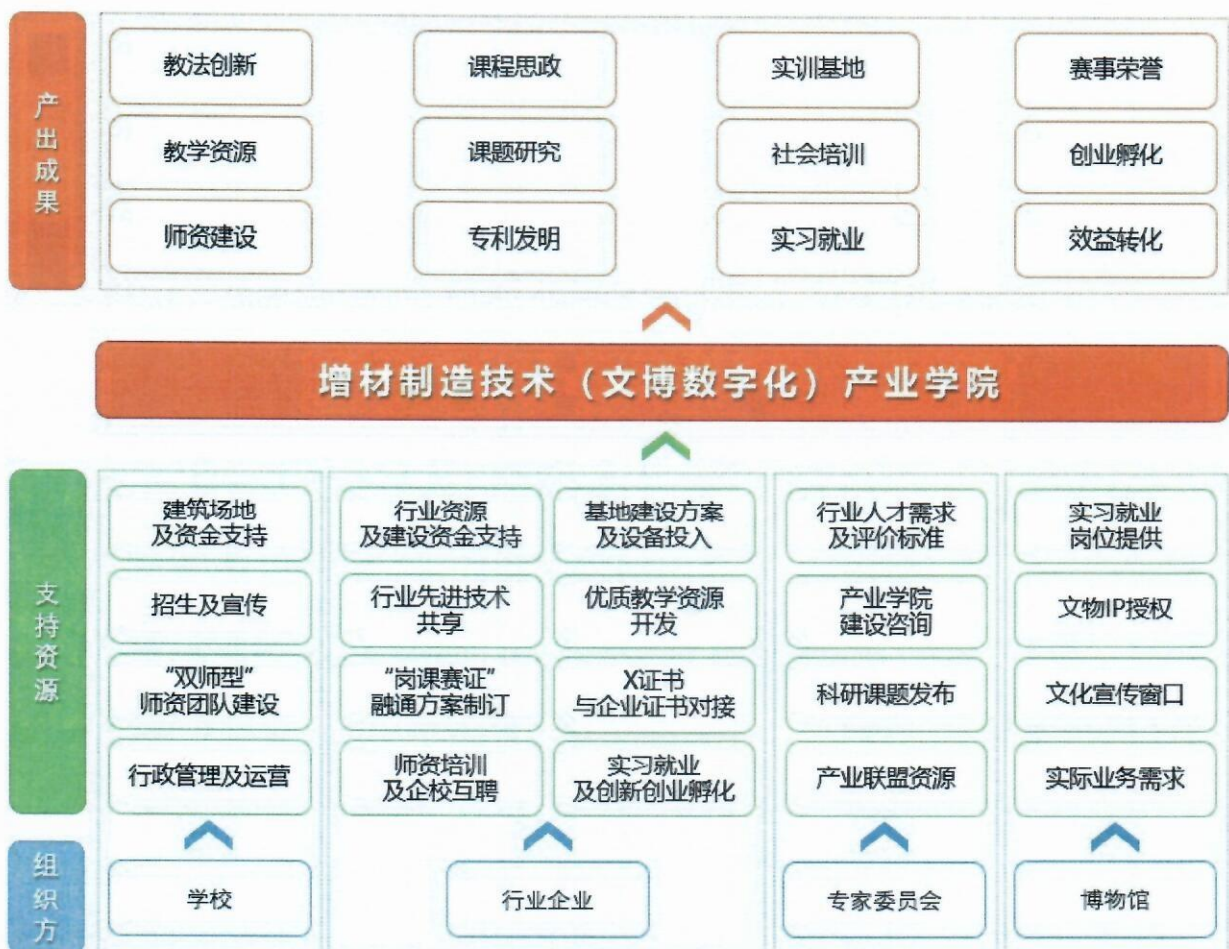 产出成果
教法创新
课程思政
实训基地
赛事荣誉
教学资源
课题研究
社会培训
创业孵化
师资建设
专利发明
实习就业
效益转化
增材制造技术（文博数字化）产业学院
支持资源
建筑场地
及资金支持
行业资源
及建设资金支持
基地建设方案
及设备投入
行业人才需求
及评价标准
实习就业
岗位提供
招生及宣传
行业先进技术
共享
优质教学资源
开发
产业学院
建设咨询
文物IP授权
“双师型”
师资团队建设
“岗课赛证”
融通方案制订
X证书
与企业证书对接
科研课题发布
文化宣传窗口
行政管理及运营
师资培训
及企校互聘
实习就业
及创新创业孵化
产业联盟资源
实际业务需求
组织方
学校
行业企业
专家委员会
博物馆